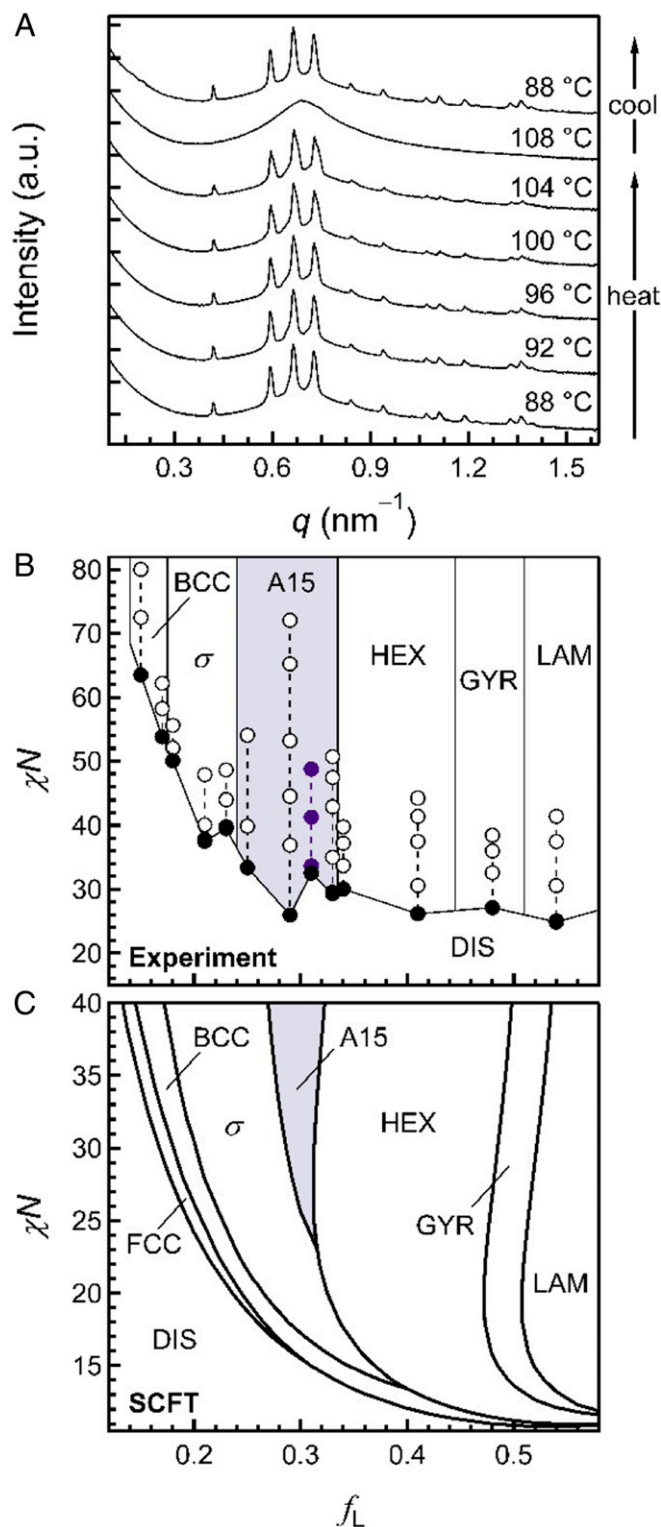 A
Intensity (a.u.)
88 °C
108 °C
104 °C
100 °C
96 °C
92 °C
88 °C
cool
heat
0.3 0.6 0.9 1.2 1.5
q (nm⁻¹)
B
80
70
60
50
40
30
20
χN
BCC
A15
σ
HEX
GYR
LAM
DIS
Experiment
C
40
35
30
25
20
15
χN
BCC
A15
σ
HEX
FCC
GYR
LAM
DIS
SCFT
0.2 0.3 0.4 0.5
f_L